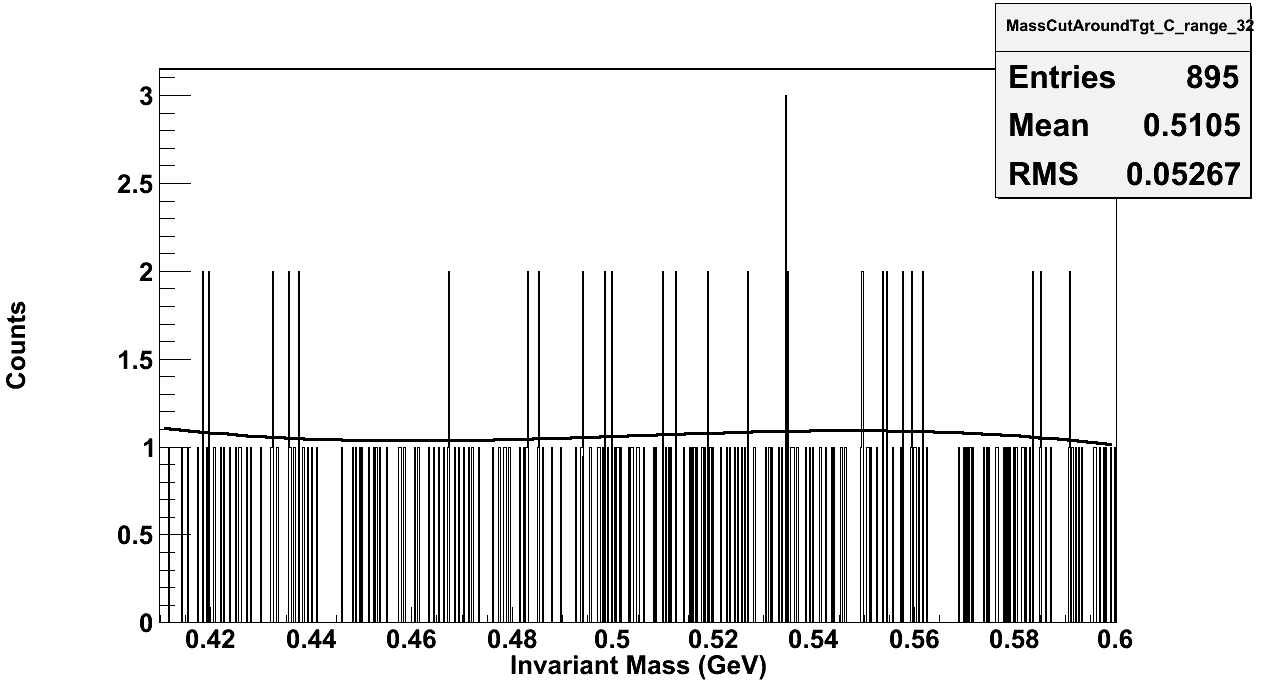 MassCutAroundTgt_C_range_32
Entries 895
Mean 0.5105
RMS 0.05267
3
2.5
2
1.5
1
0.5
0
Counts
0.42 0.44 0.46 0.48 0.5 0.52 0.54 0.56 0.58 0.6
Invariant Mass (GeV)